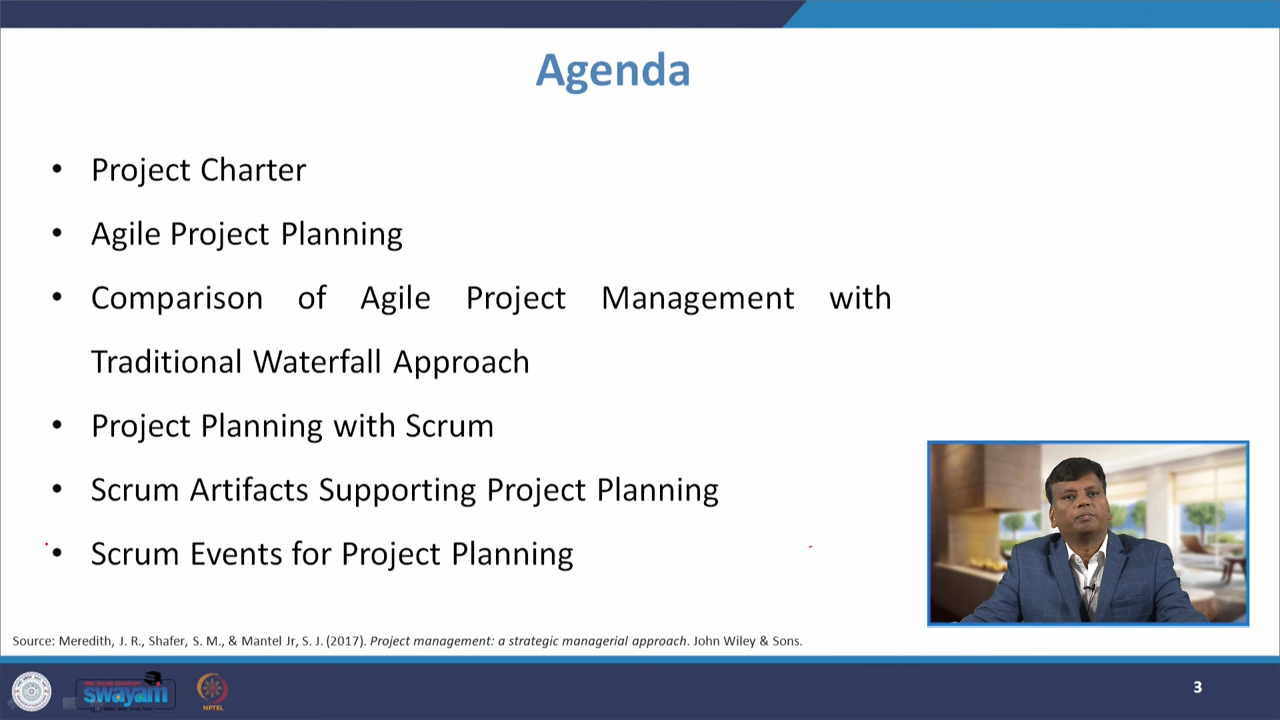 Agenda
• Project Charter
• Agile Project Planning
• Comparison of Agile Project Management with
Traditional Waterfall Approach
• Project Planning with Scrum
• Scrum Artifacts Supporting Project Planning
• Scrum Events for Project Planning
Source: Meredith, J. R., Shafer, S. M., & Mantel Jr, S. J. (2017). Project management: a strategic managerial approach. John Wiley & Sons.
swayam
NPTEL
3